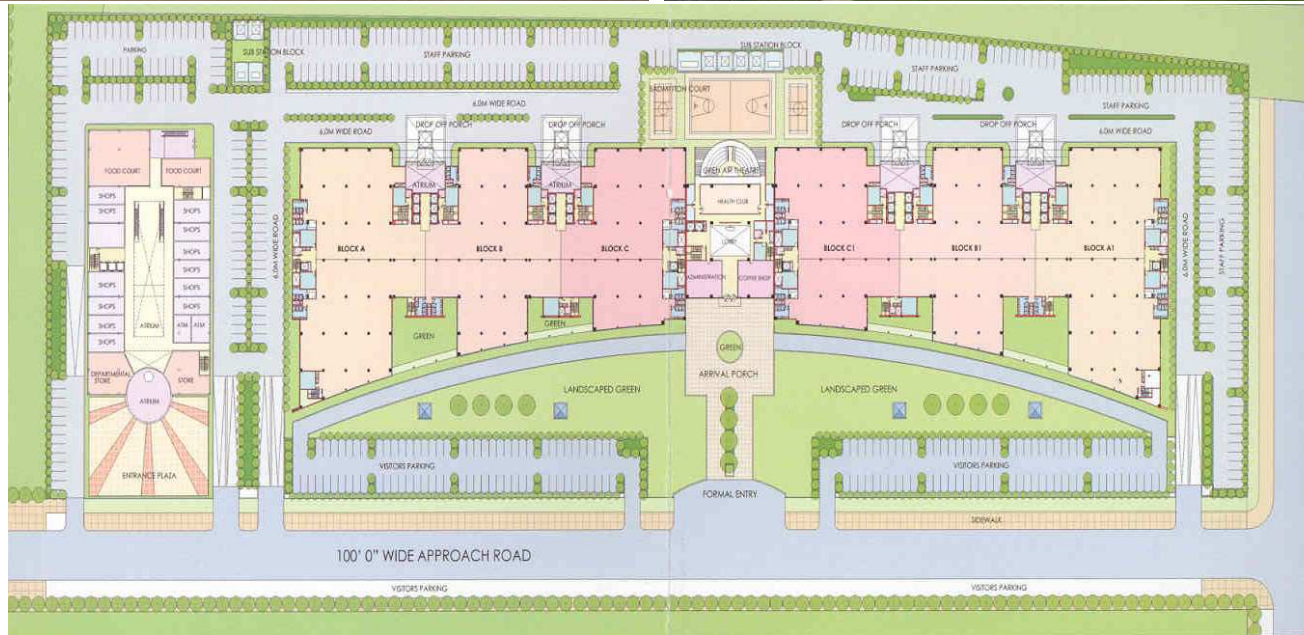 PARKING
SUB STATION BLOCK
STAFF PARKING
SUB STATION BLOCK
STAFF PARKING
STAFF PARKING
BADMINTON COURT
6.0M WIDE ROAD
6.0M WIDE ROAD
DROP OFF PORCH
DROP OFF PORCH
DROP OFF PORCH
DROP OFF PORCH
6.0M WIDE ROAD
FOOD COURT
FOOD COURT
ATRIUM
ATRIUM
OPEN AIR THEATRE
HEALTH CLUB
SHOPS
SHOPS
SHOPS
SHOPS
SHOPS
SHOPS
SHOPS
SHOPS
SHOPS
SHOPS
SHOPS
SHOPS
SHOPS
ATM
ATM
ATRIUM
6.0M WIDE ROAD
BLOCK A
BLOCK B
BLOCK C
LOBBY
ADMINISTRATION
COFFEE SHOP
BLOCK C1
BLOCK B1
BLOCK A1
6.0M WIDE ROAD
STAFF PARKING
GREEN
GREEN
GREEN
ARRIVAL PORCH
DEPARTMENTAL
STORE
STORE
ATRIUM
LANDSCAPED GREEN
LANDSCAPED GREEN
ENTRANCE PLAZA
VISITORS PARKING
VISITORS PARKING
FORMAL ENTRY
SIDEWALK
100' 0" WIDE APPROACH ROAD
VISITORS PARKING
VISITORS PARKING